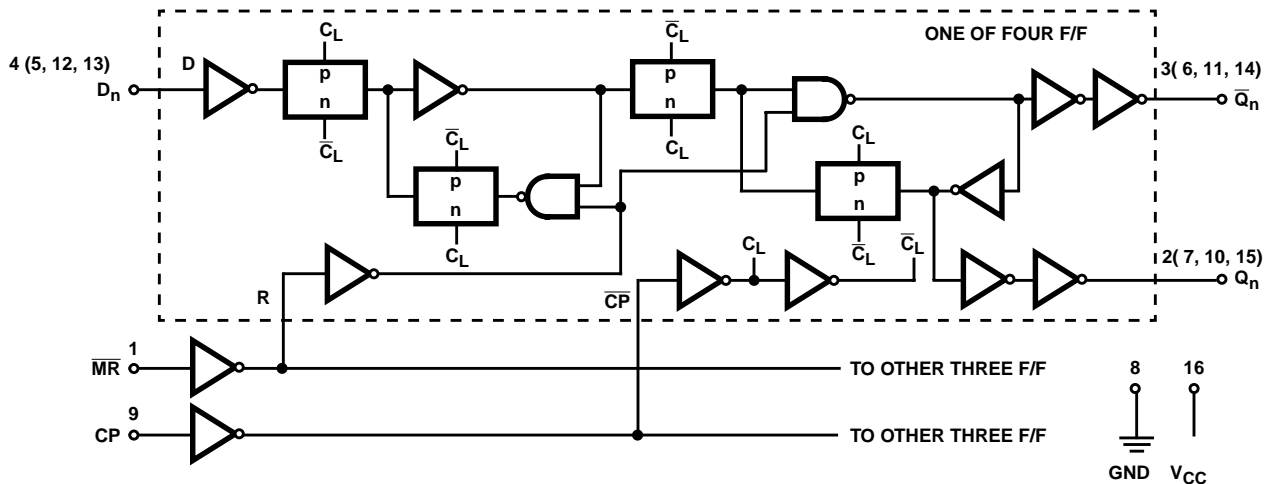 ONE OF FOUR F/F
4 (5, 12, 13)
Dn
D
CL
p
n
C̅L
C̅L
p
n
CL
C̅L
p
n
CL
CL
p
n
C̅L
3( 6, 11, 14)
Q̅n
R
C̅P̅
CL
C̅L
2( 7, 10, 15)
Qn
1
M̅R̅
TO OTHER THREE F/F
9
CP
TO OTHER THREE F/F
8
GND
16
VCC